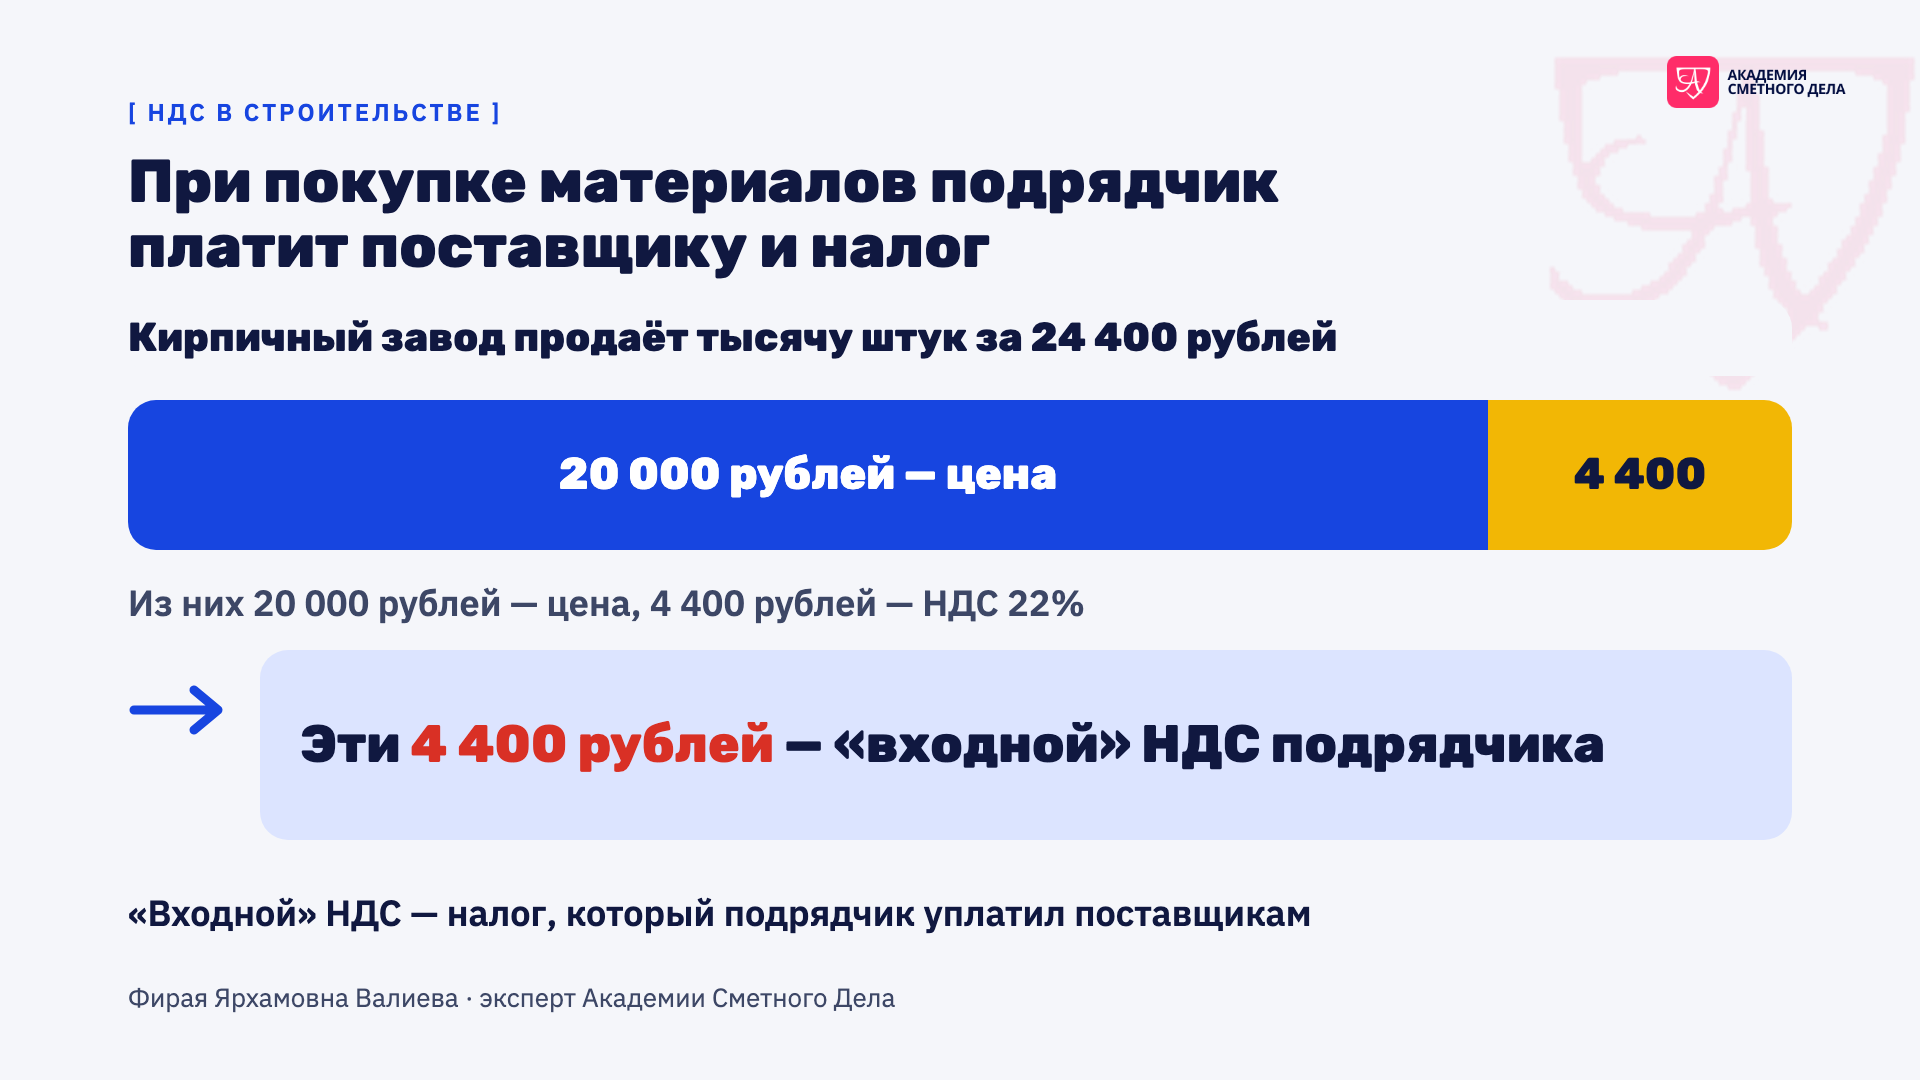 АКАДЕМИЯ
СМЕТНОГО ДЕЛА
[ НДС В СТРОИТЕЛЬСТВЕ ]
При покупке материалов подрядчик
платит поставщику и налог
Кирпичный завод продаёт тысячу штук за 24 400 рублей
20 000 рублей — цена
4 400
Из них 20 000 рублей — цена, 4 400 рублей — НДС 22%
Эти 4 400 рублей — «входной» НДС подрядчика
«Входной» НДС — налог, который подрядчик уплатил поставщикам
Фирая Ярхамовна Валиева · эксперт Академии Сметного Дела